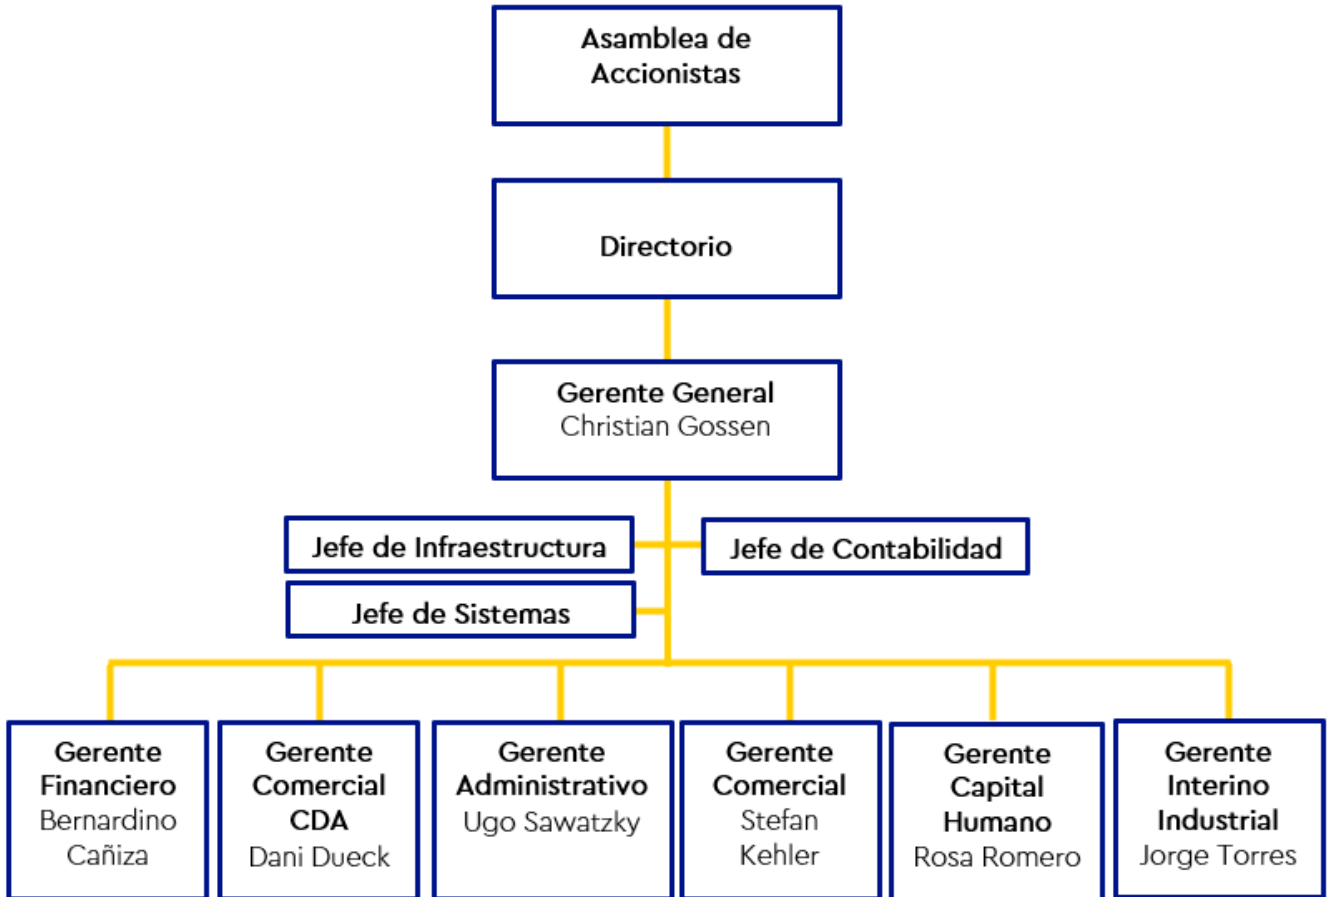 Asamblea de
Accionistas
Directorio
Gerente General
Christian Gossen
Jefe de Infraestructura
Jefe de Contabilidad
Jefe de Sistemas
Gerente
Financiero
Bernardino
Cañiza
Gerente
Comercial
CDA
Dani Dueck
Gerente
Administrativo
Ugo Sawatzky
Gerente
Comercial
Stefan
Kehler
Gerente
Capital
Humano
Rosa Romero
Gerente
Interino
Industrial
Jorge Torres